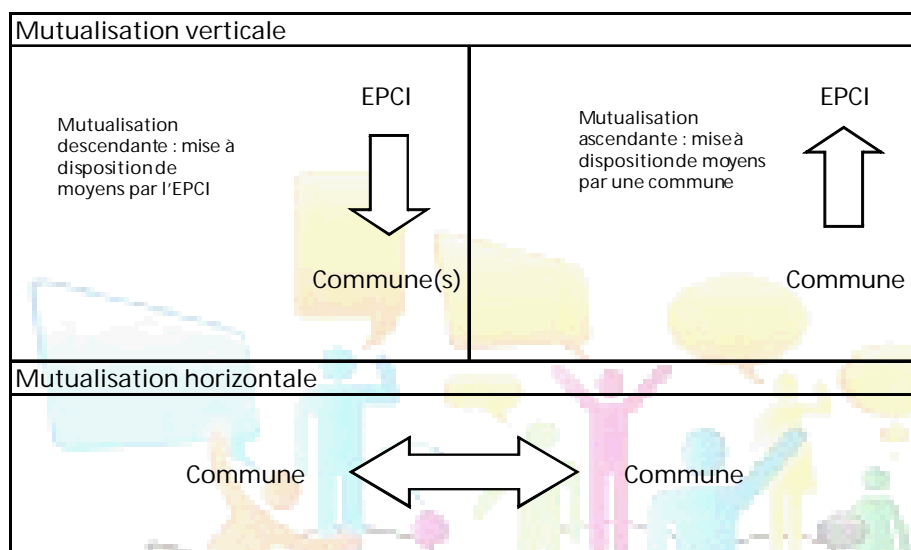 Mutualisation verticale
EPCI
Mutualisation
descendante : mise à
disposition de
moyens par l'EPCI
Commune(s)
EPCI
Mutualisation
ascendante : mise à
disposition de moyens
par une commune
Commune
Mutualisation horizontale
Commune
Commune